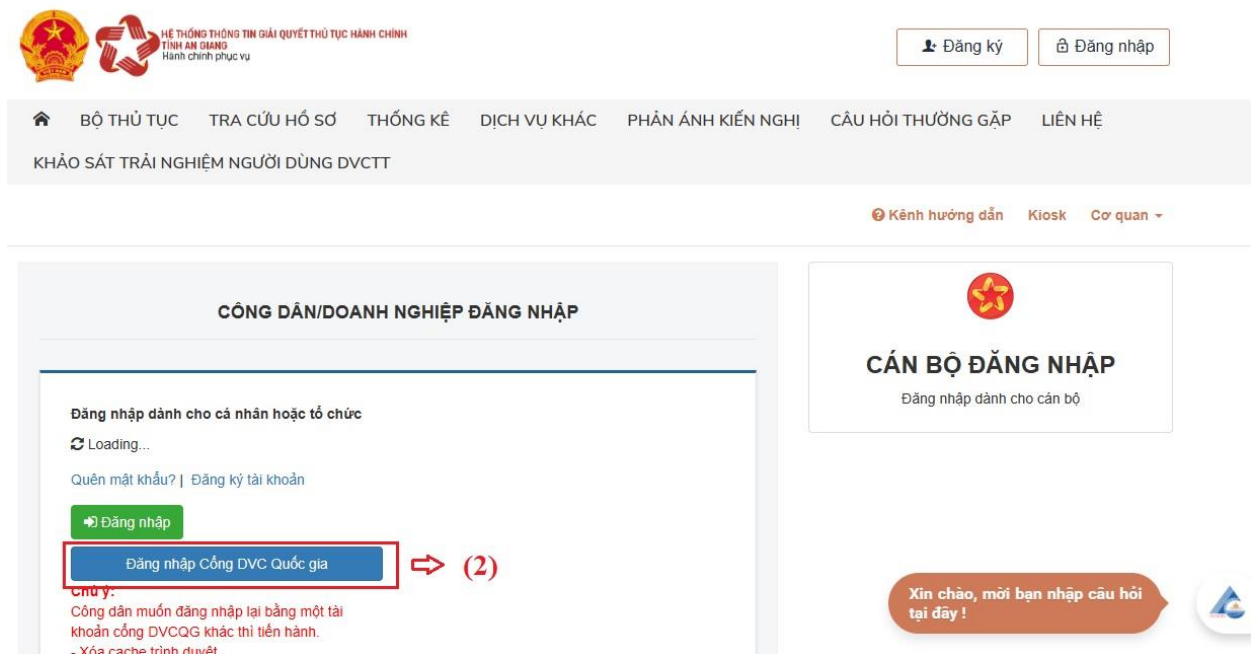 HỆ THỐNG THÔNG TIN GIẢI QUYẾT THỦ TỤC HÀNH CHÍNH
TỈNH AN GIANG
Hành chính phục vụ
Đăng ký
Đăng nhập
BỘ THỦ TỤC TRA CỨU HỒ SƠ THỐNG KÊ DỊCH VỤ KHÁC PHẢN ÁNH KIẾN NGHỊ CÂU HỎI THƯỜNG GẶP LIÊN HỆ
KHẢO SÁT TRẢI NGHIỆM NGƯỜI DÙNG DVCTT
Kênh hướng dẫn Kiosk Cơ quan
CÔNG DÂN/DOANH NGHIỆP ĐĂNG NHẬP
Đăng nhập dành cho cá nhân hoặc tổ chức
Loading...
Quên mật khẩu? | Đăng ký tài khoản
Đăng nhập
Đăng nhập Cổng DVC Quốc gia
(2)
Chú ý:
Công dân muốn đăng nhập lại bằng một tài
khoản cổng DVCQG khác thì tiến hành.
- Xóa cache trình duyệt
CÁN BỘ ĐĂNG NHẬP
Đăng nhập dành cho cán bộ
Xin chào, mời bạn nhập câu hỏi
tại đây !